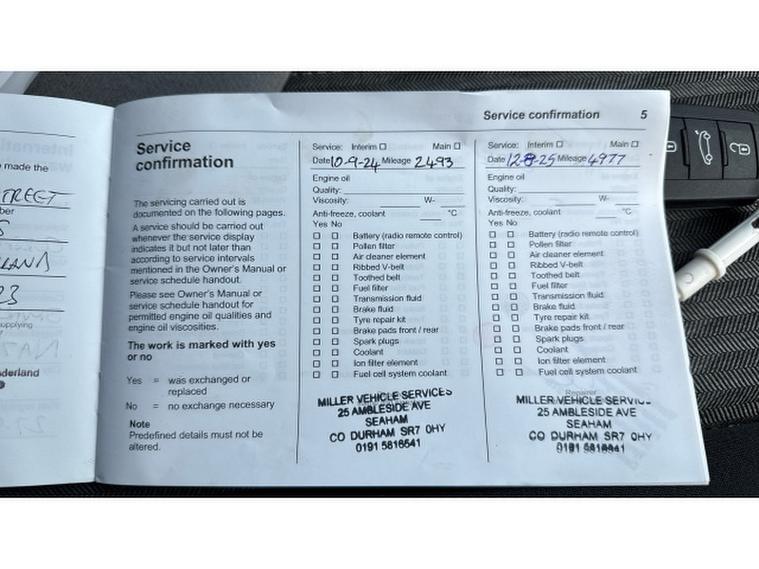 made the
TREET
Service confirmation 5
Service confirmation
The servicing carried out is
documented on the following pages.
A service should be carried out
whenever the service display
indicates it but not later than
according to service intervals
mentioned in the Owner's Manual or
service schedule handout.
Please see Owner's Manual or
service schedule handout for
permitted engine oil qualities and
engine oil viscosities.
The work is marked with yes
or no
Yes = was exchanged or
replaced
No = no exchange necessary
Note
Predefined details must not be
altered.
Service: Interim Main
Date 10-9-24 Mileage 2493
Engine oil
Quality:
Viscosity: W-
Anti-freeze, coolant °C
Yes No
Battery (radio remote control)
Pollen filter
Air cleaner element
Ribbed V-belt
Toothed belt
Fuel filter
Transmission fluid
Brake fluid
Tyre repair kit
Brake pads front / rear
Spark plugs
Coolant
Ion filter element
Fuel cell system coolant
MILLER VEHICLE SERVICES
25 AMBLESIDE AVE
SEAHAM
CO DURHAM SR7 0HY
0191 5816541
Service: Interim Main
Date 12-8-25 Mileage 4977
Engine oil
Quality:
Viscosity: W-
Anti-freeze, coolant °C
Yes No
Battery (radio remote control)
Pollen filter
Air cleaner element
Ribbed V-belt
Toothed belt
Fuel filter
Transmission fluid
Brake fluid
Tyre repair kit
Brake pads front / rear
Spark plugs
Coolant
Ion filter element
Fuel cell system coolant
Repairer
MILLER VEHICLE SERVICES
25 AMBLESIDE AVE
SEAHAM
CO DURHAM SR7 0HY
0191 5816541